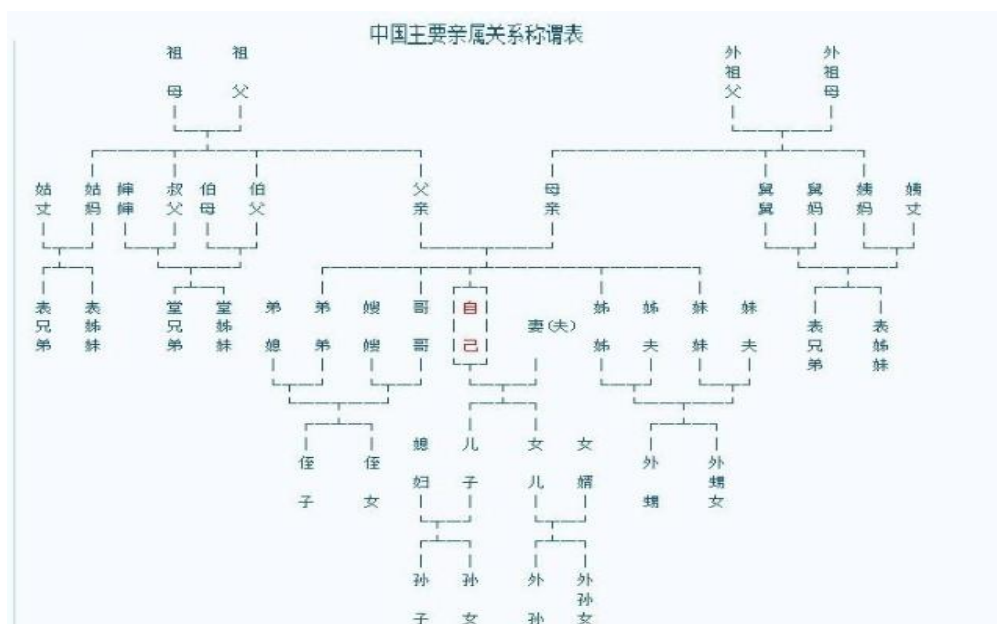 中国主要亲属关系称谓表
祖母
祖父
外祖父
外祖母
姑丈
姑妈
婶婶
叔父
伯母
伯父
父亲
母亲
舅舅
舅妈
姨妈
姨丈
表兄弟
表姊妹
堂兄弟
堂姊妹
弟媳
弟弟
嫂嫂
哥哥
自己
妻(夫)
姊姊
姊夫
妹妹
妹夫
表兄弟
表姊妹
侄子
侄女
媳妇
儿子
女儿
女婿
外甥
外甥女
孙子
孙女
外孙
外孙女